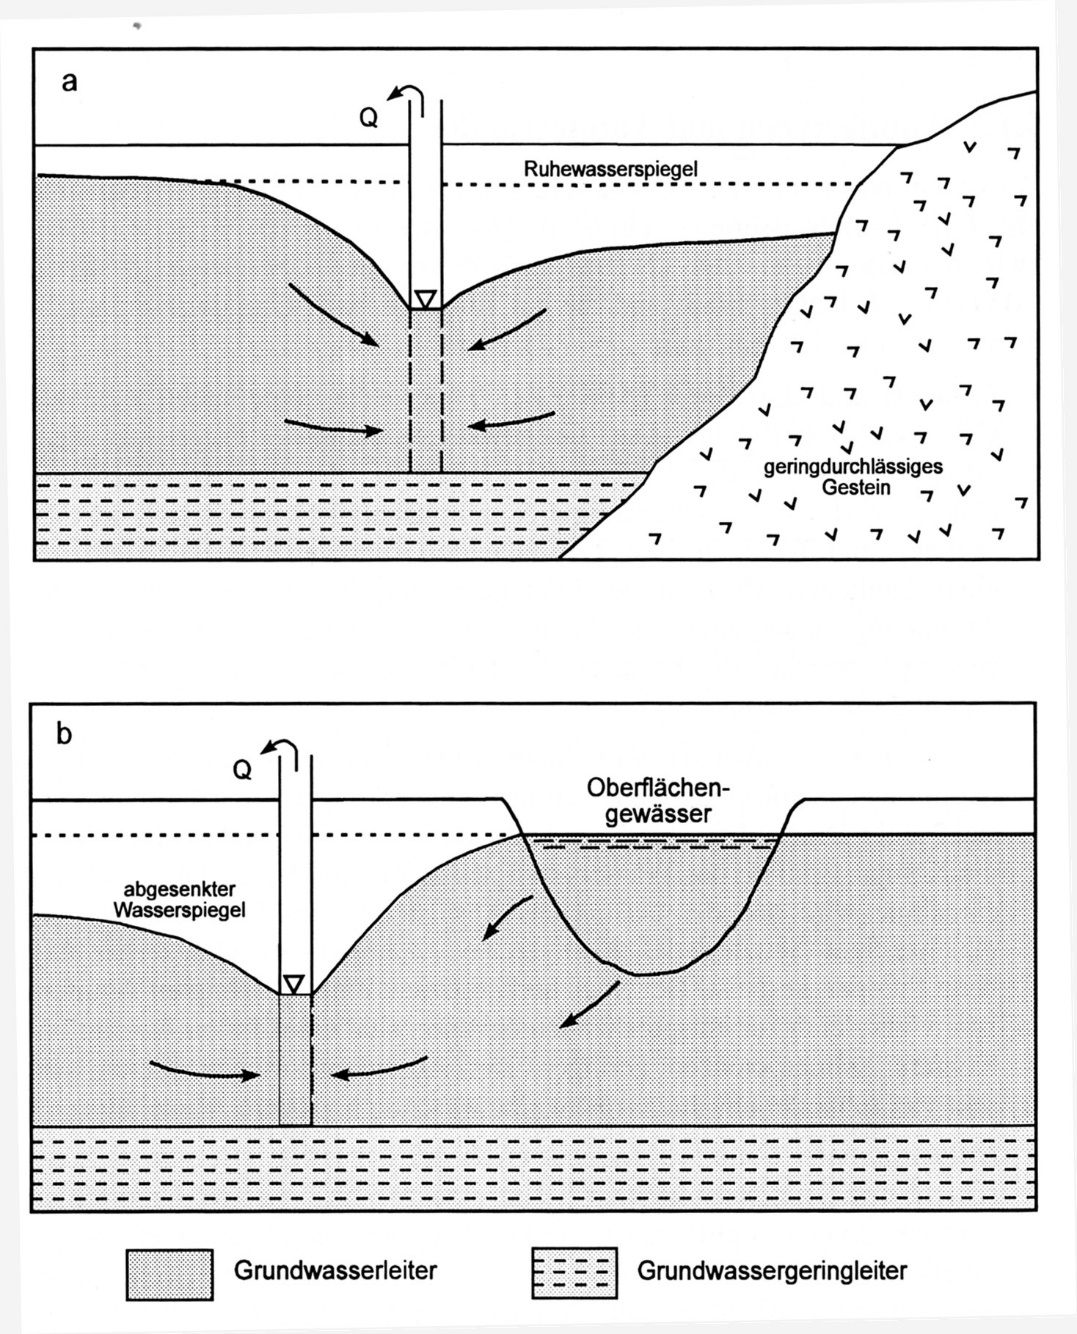 a
Q
Ruhewasserspiegel
geringdurchlässiges
Gestein
b
Q
Oberflächen-
gewässer
abgesenkter
Wasserspiegel
Grundwasserleiter
Grundwassergeringleiter